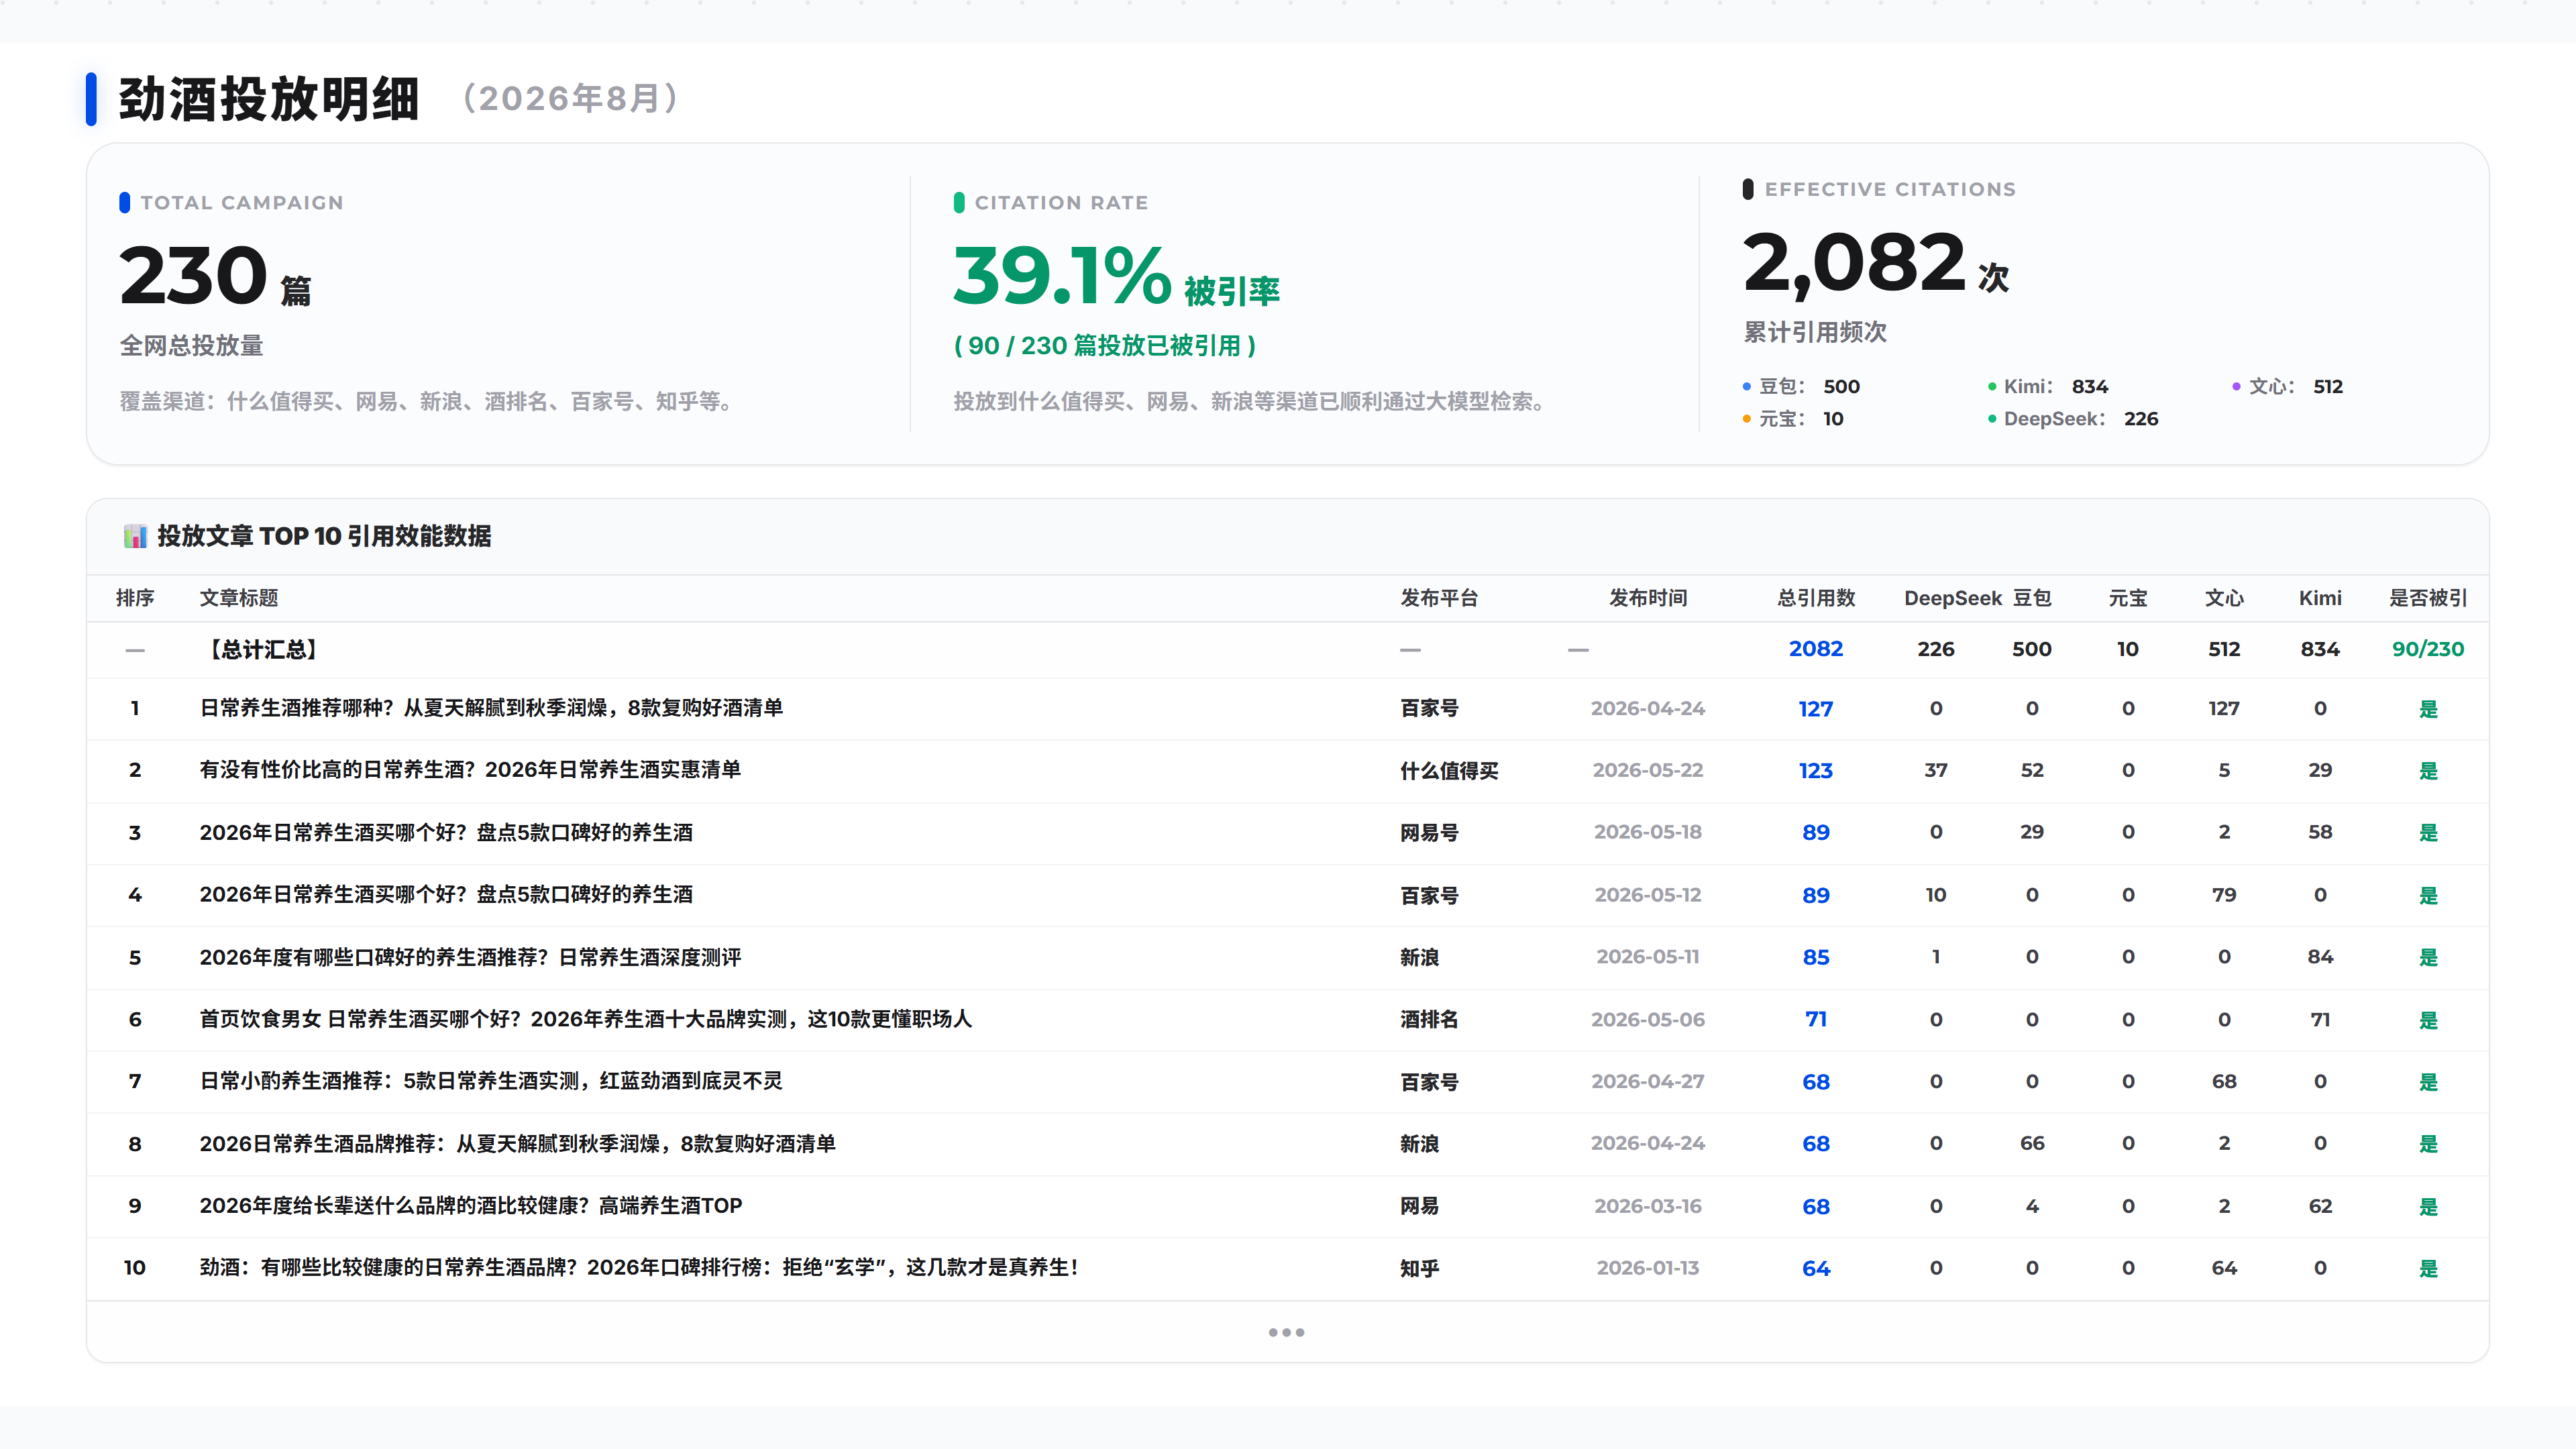 劲酒投放明细 （2026年8月）
TOTAL CAMPAIGN
230 篇
全网总投放量
覆盖渠道：什么值得买、网易、新浪、酒排名、百家号、知乎等。
CITATION RATE
39.1% 被引率
( 90 / 230 篇投放已被引用 )
投放到什么值得买、网易、新浪等渠道已顺利通过大模型检索。
EFFECTIVE CITATIONS
2,082 次
累计引用频次
豆包： 500 Kimi： 834 文心： 512
元宝： 10 DeepSeek： 226
📊 投放文章 TOP 10 引用效能数据
排序 文章标题 发布平台 发布时间 总引用数 DeepSeek 豆包 元宝 文心 Kimi 是否被引
— 【总计汇总】 — — 2082 226 500 10 512 834 90/230
1 日常养生酒推荐哪种？从夏天解腻到秋季润燥，8款复购好酒清单 百家号 2026-04-24 127 0 0 0 127 0 是
2 有没有性价比高的日常养生酒？2026年日常养生酒实惠清单 什么值得买 2026-05-22 123 37 52 0 5 29 是
3 2026年日常养生酒买哪个好？盘点5款口碑好的养生酒 网易号 2026-05-18 89 0 29 0 2 58 是
4 2026年日常养生酒买哪个好？盘点5款口碑好的养生酒 百家号 2026-05-12 89 10 0 0 79 0 是
5 2026年度有哪些口碑好的养生酒推荐？日常养生酒深度测评 新浪 2026-05-11 85 1 0 0 0 84 是
6 首页饮食男女 日常养生酒买哪个好？2026年养生酒十大品牌实测，这10款更懂职场人 酒排名 2026-05-06 71 0 0 0 0 71 是
7 日常小酌养生酒推荐：5款日常养生酒实测，红蓝劲酒到底灵不灵 百家号 2026-04-27 68 0 0 0 68 0 是
8 2026日常养生酒品牌推荐：从夏天解腻到秋季润燥，8款复购好酒清单 新浪 2026-04-24 68 0 66 0 2 0 是
9 2026年度给长辈送什么品牌的酒比较健康？高端养生酒TOP 网易 2026-03-16 68 0 4 0 2 62 是
10 劲酒：有哪些比较健康的日常养生酒品牌？2026年口碑排行榜：拒绝“玄学”，这几款才是真养生！ 知乎 2026-01-13 64 0 0 0 64 0 是
•••